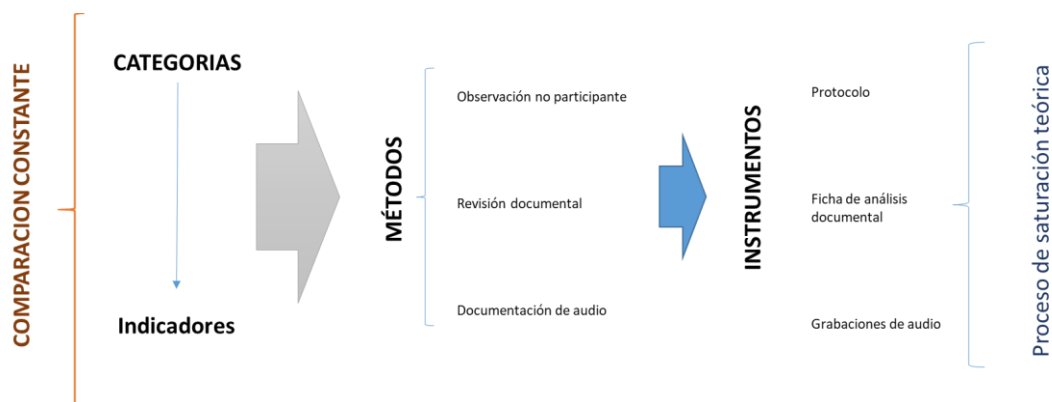 COMPARACION CONSTANTE
CATEGORIAS
Indicadores
MÉTODOS
Observación no participante
Revisión documental
Documentación de audio
INSTRUMENTOS
Protocolo
Ficha de análisis
documental
Grabaciones de audio
Proceso de saturación teórica